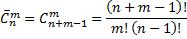 C̄ₙᵐ = Cₙ₊ₘ₋₁ᵐ = (n + m − 1)! / m! (n − 1)!